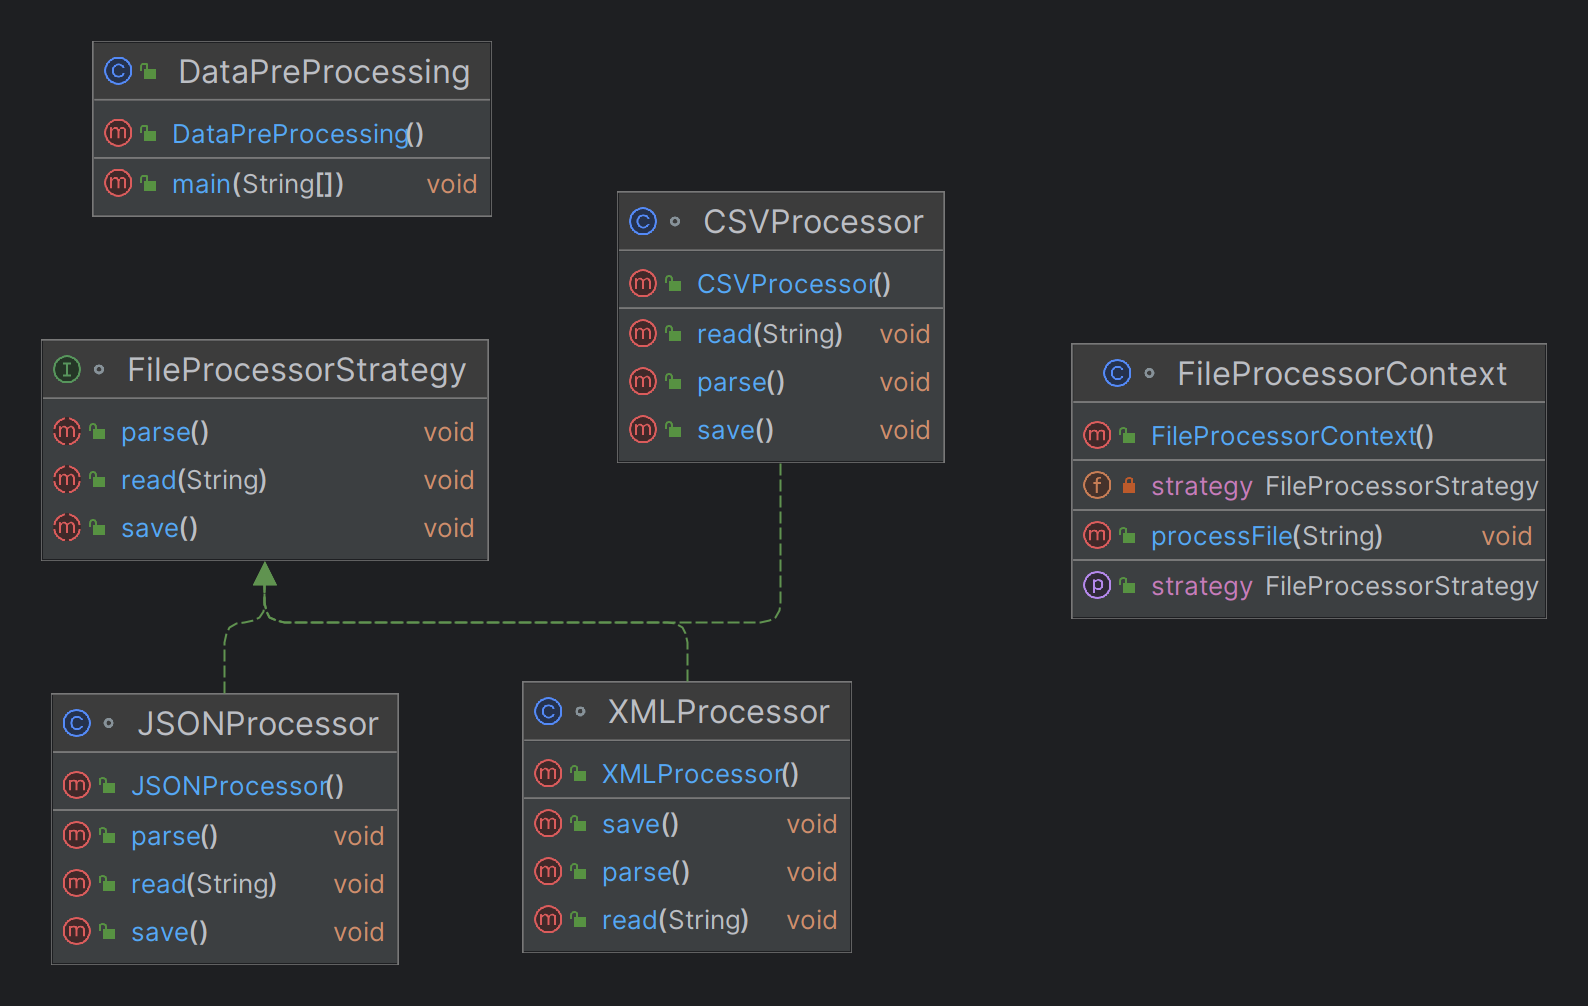 DataPreProcessing
DataPreProcessing()
main(String[]) void
CSVProcessor
CSVProcessor()
read(String) void
parse() void
save() void
FileProcessorStrategy
parse() void
read(String) void
save() void
FileProcessorContext
FileProcessorContext()
strategy FileProcessorStrategy
processFile(String) void
strategy FileProcessorStrategy
JSONProcessor
JSONProcessor()
parse() void
read(String) void
save() void
XMLProcessor
XMLProcessor()
save() void
parse() void
read(String) void